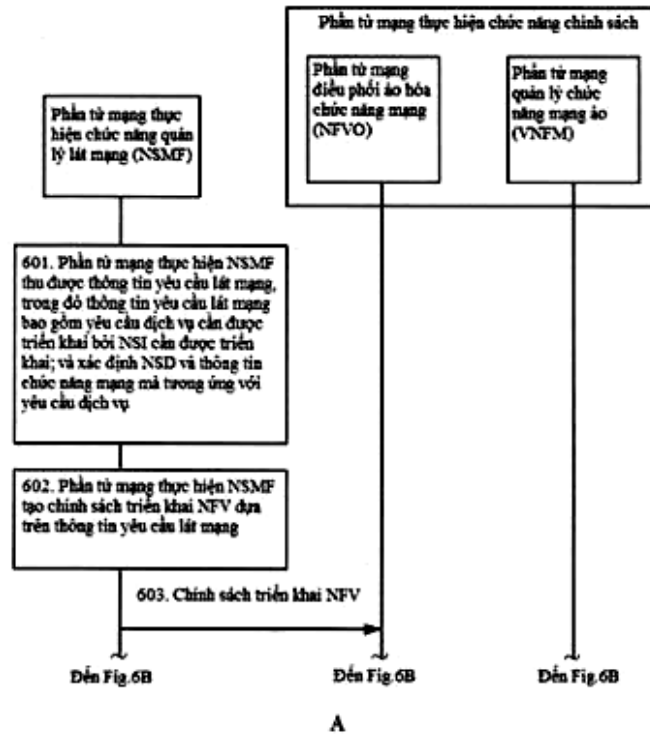 Phần tử mạng thực hiện chức năng chính sách
Phần tử mạng thực
hiện chức năng quản
lý lát mạng (NSMF)
Phần tử mạng
điều phối ảo hóa
chức năng mạng
(NFVO)
Phần tử mạng
quản lý chức
năng mạng ảo
(VNFM)
601. Phần tử mạng thực hiện NSMF
thu được thông tin yêu cầu lát mạng,
trong đó thông tin yêu cầu lát mạng
bao gồm yêu cầu dịch vụ cần được
triển khai bởi NSI cần được triển
khai; và xác định NSD và thông tin
chức năng mạng mà tương ứng với
yêu cầu dịch vụ
602. Phần tử mạng thực hiện NSMF
tạo chính sách triển khai NFV dựa
trên thông tin yêu cầu lát mạng
603. Chính sách triển khai NFV
Đến Fig.6B
Đến Fig.6B
Đến Fig.6B
A